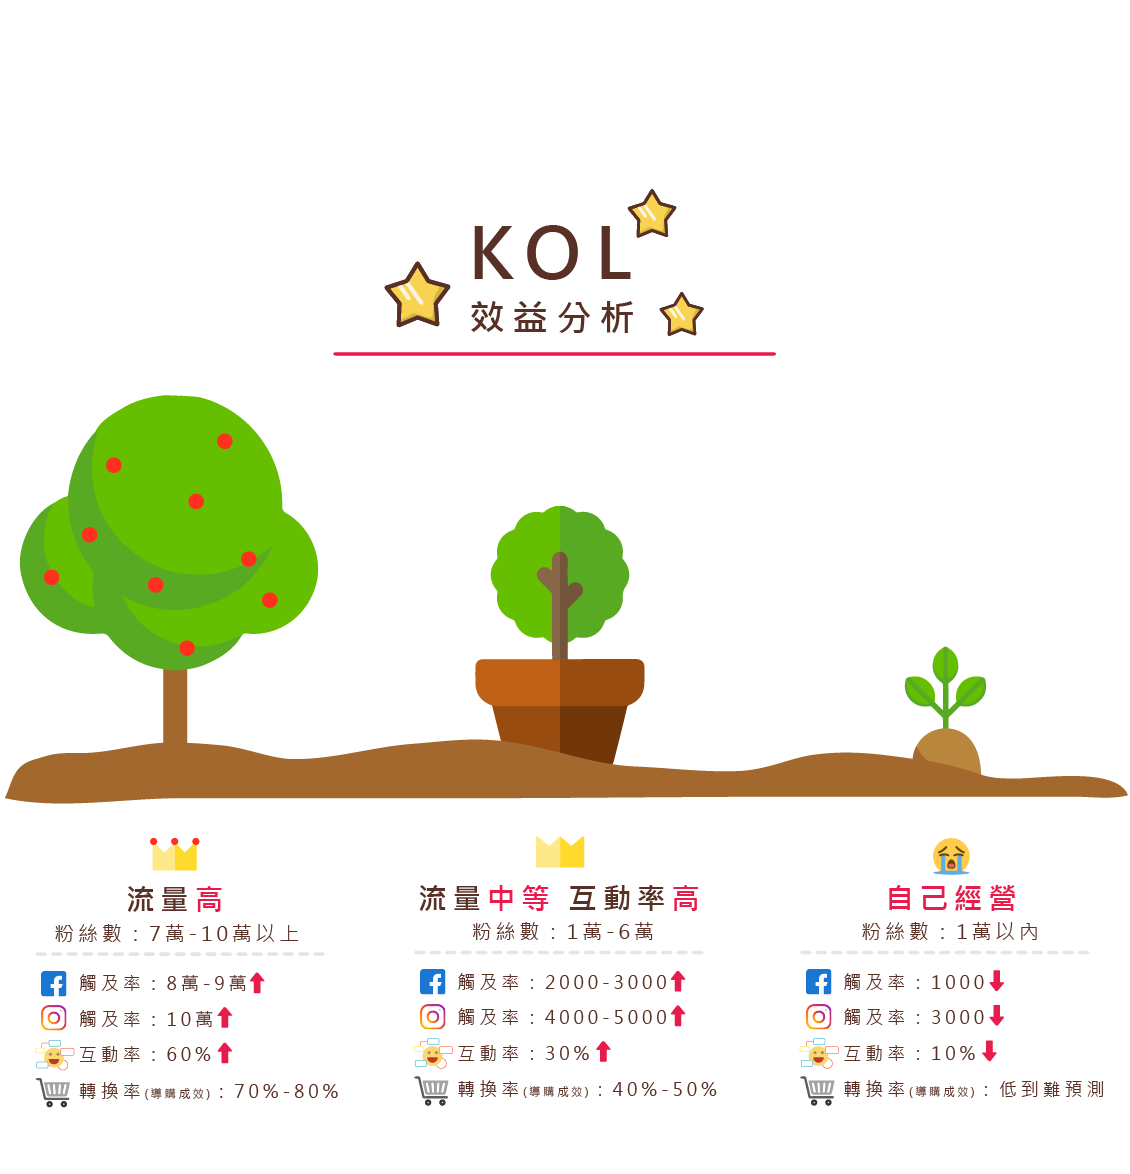 KOL
效益分析
流量高
粉絲數：7萬-10萬以上
觸及率：8萬-9萬
觸及率：10萬
互動率：60%
轉換率(導購成效)：70%-80%
流量中等 互動率高
粉絲數：1萬-6萬
觸及率：2000-3000
觸及率：4000-5000
互動率：30%
轉換率(導購成效)：40%-50%
自己經營
粉絲數：1萬以內
觸及率：1000
觸及率：3000
互動率：10%
轉換率(導購成效)：低到難預測